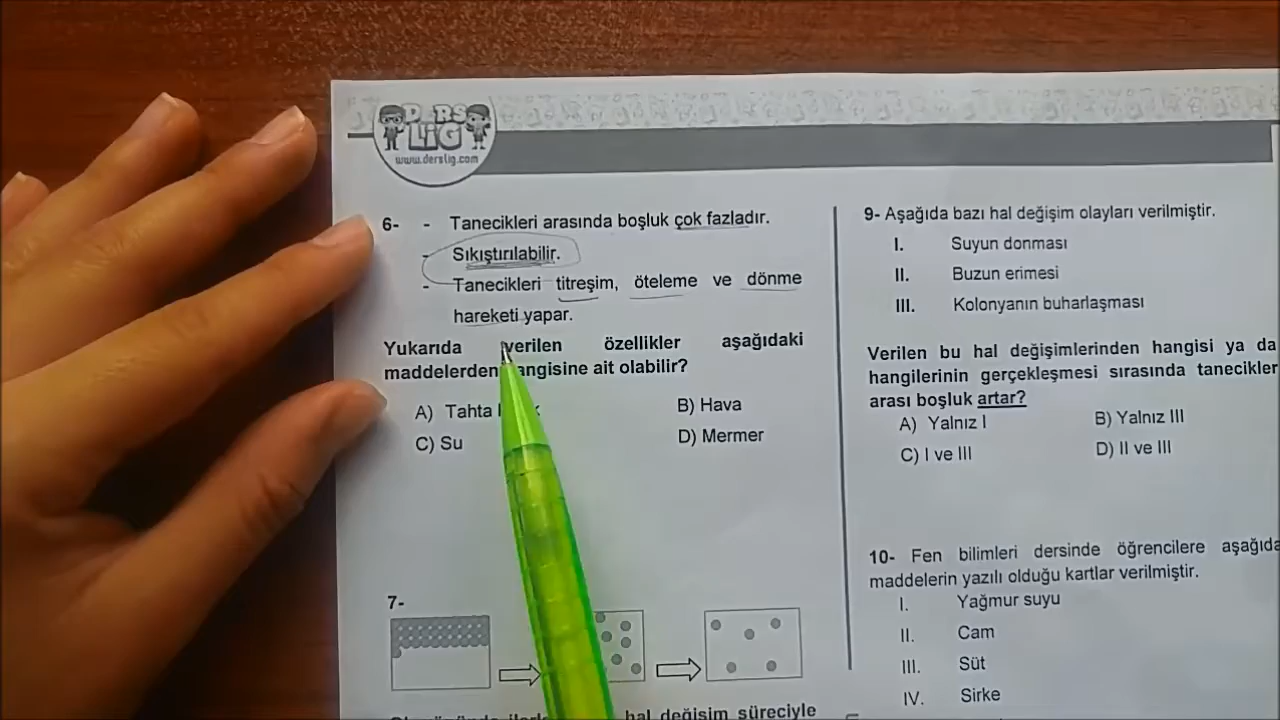 DERS
LİG
www.derslig.com
6- - Tanecikleri arasında boşluk çok fazladır.
- Sıkıştırılabilir.
- Tanecikleri titreşim, öteleme ve dönme
hareketi yapar.
Yukarıda verilen özellikler aşağıdaki
maddelerden hangisine ait olabilir?
A) Tahta
B) Hava
C) Su
D) Mermer
7-
hal değişim süreciyle
9- Aşağıda bazı hal değişim olayları verilmiştir.
I. Suyun donması
II. Buzun erimesi
III. Kolonyanın buharlaşması
Verilen bu hal değişimlerinden hangisi ya da
hangilerinin gerçekleşmesi sırasında tanecikler
arası boşluk artar?
A) Yalnız I
B) Yalnız III
C) I ve III
D) II ve III
10- Fen bilimleri dersinde öğrencilere aşağıda
maddelerin yazılı olduğu kartlar verilmiştir.
I. Yağmur suyu
II. Cam
III. Süt
IV. Sirke